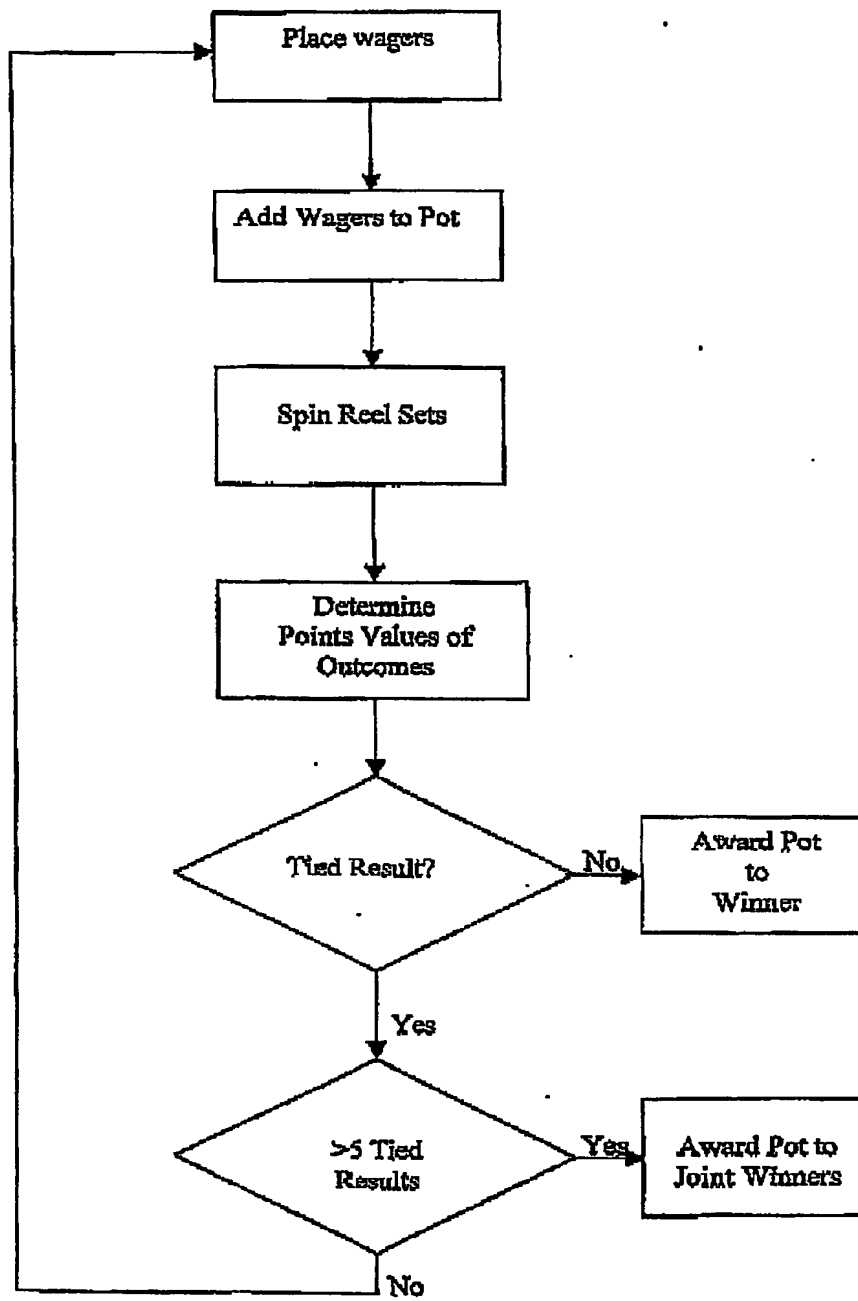 Place wagers
Add Wagers to Pot
Spin Reel Sets
Determine
Points Values of
Outcomes
Tied Result?
No
Award Pot
to
Winner
Yes
>5 Tied
Results
Yes
Award Pot to
Joint Winners
No